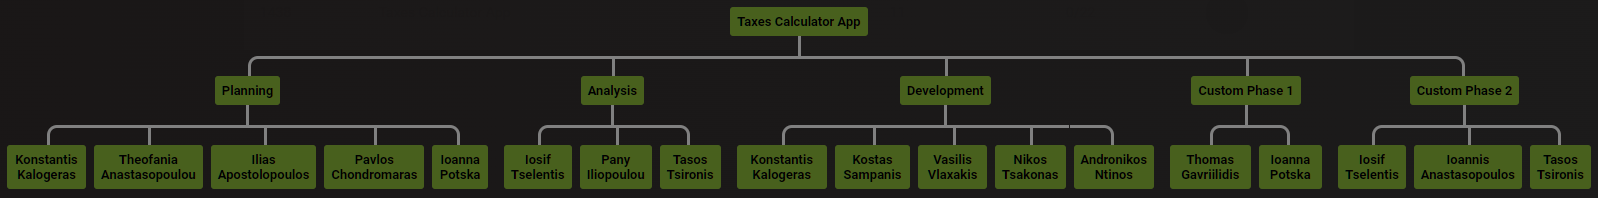 Taxes Calculator App
Planning
Analysis
Development
Custom Phase 1
Custom Phase 2
Konstantis
Kalogeras
Theofania
Anastasopoulou
Ilias
Apostolopoulos
Pavlos
Chondromaras
Ioanna
Potska
Iosif
Tselentis
Pany
Iliopoulou
Tasos
Tsironis
Konstantis
Kalogeras
Kostas
Sampanis
Vasilis
Vlaxakis
Nikos
Tsakonas
Andronikos
Ntinos
Thomas
Gavriilidis
Ioanna
Potska
Iosif
Tselentis
Ioannis
Anastasopoulos
Tasos
Tsironis